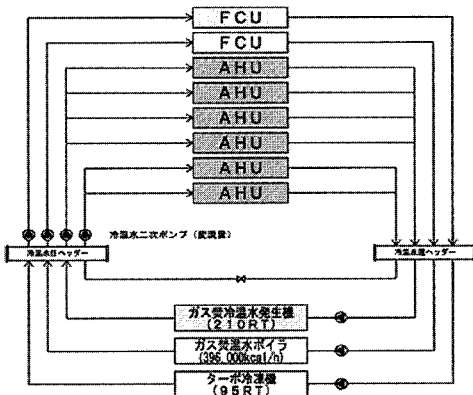 FCU
FCU
AHU
AHU
AHU
AHU
AHU
AHU
冷温水二次ポンプ（変流量）
冷温水往ヘッダー
冷温水還ヘッダー
ガス焚冷温水発生機
(210RT)
ガス焚温水ボイラ
(396,000kcal/h)
ターボ冷凍機
(95RT)